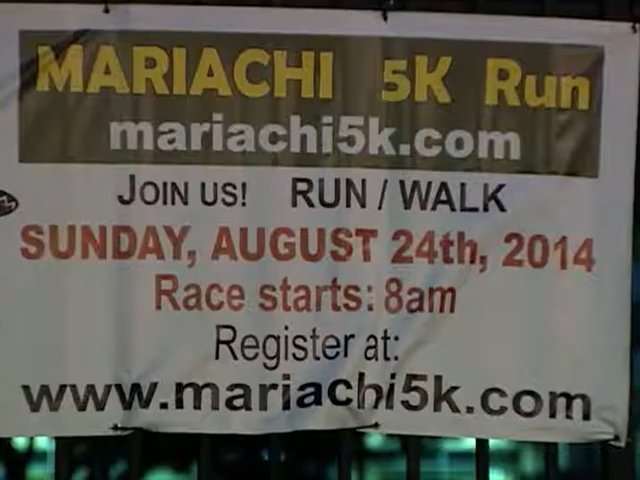 MARIACHI 5K Run
mariachi5k.com
JOIN US! RUN / WALK
SUNDAY, AUGUST 24th, 2014
Race starts: 8am
Register at:
www.mariachi5k.com